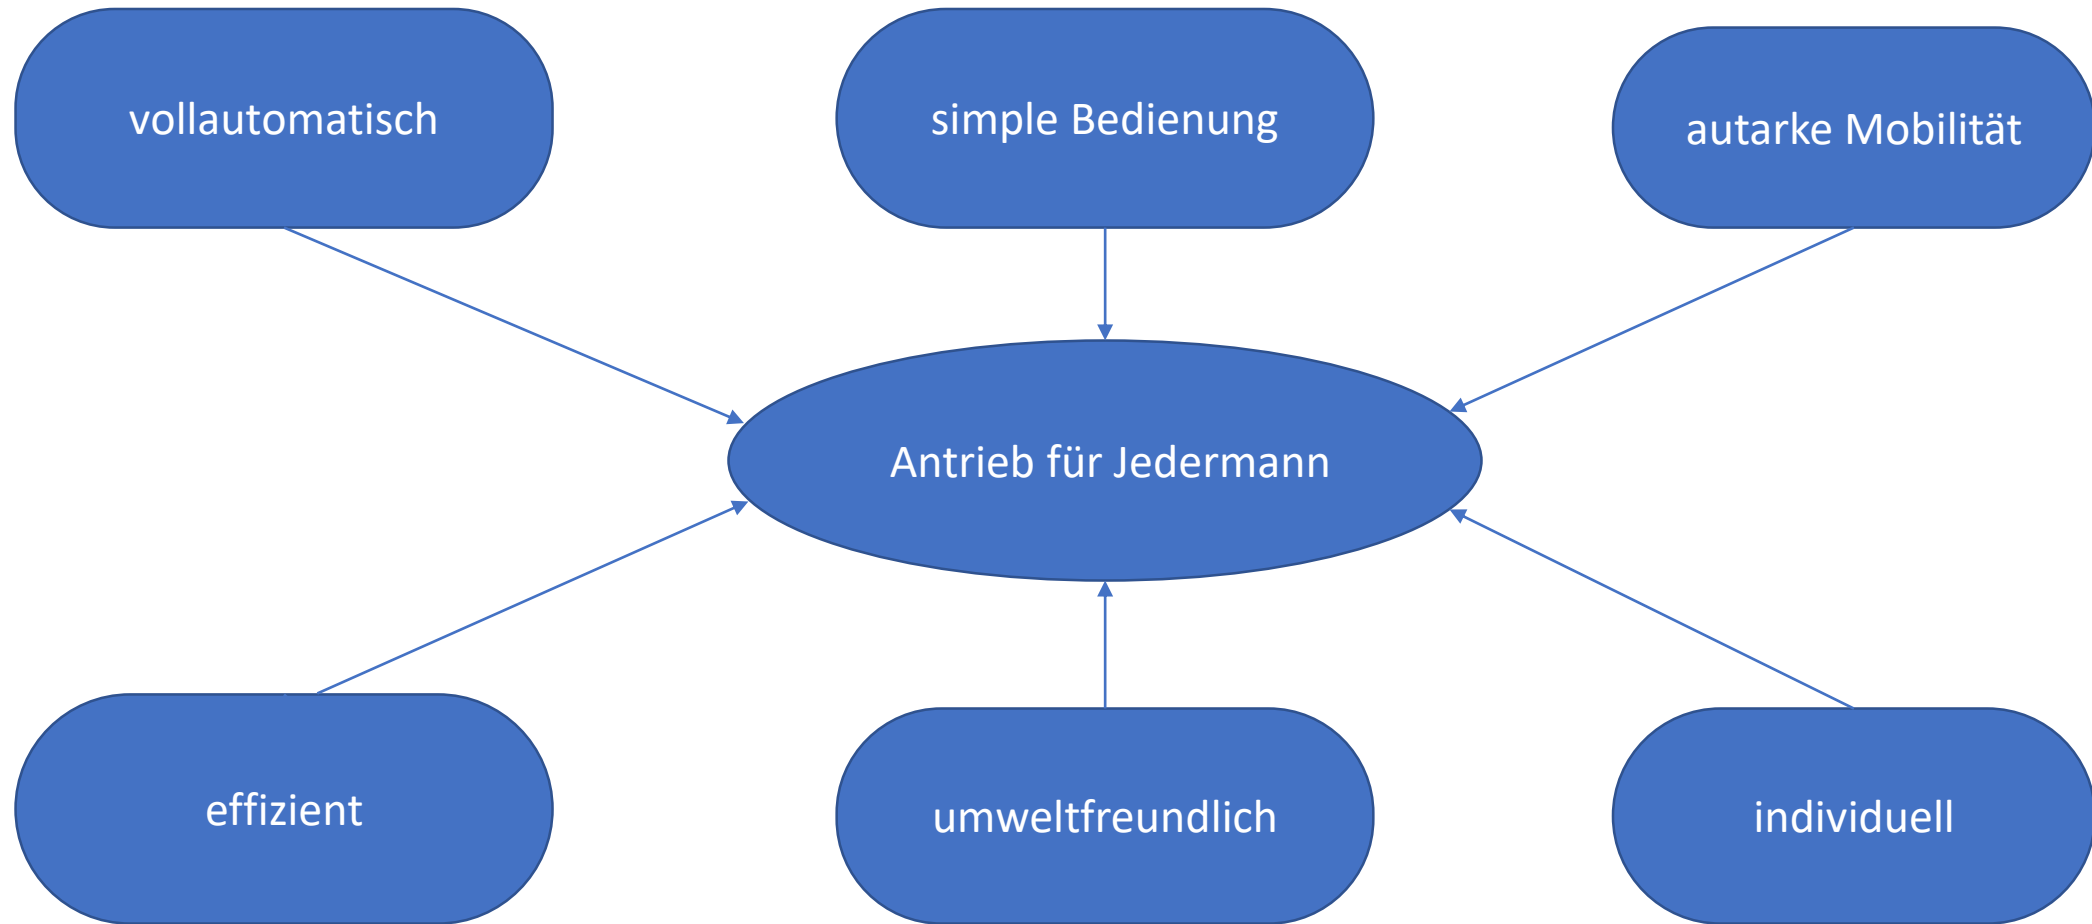 vollautomatisch
simple Bedienung
autarke Mobilität
Antrieb für Jedermann
effizient
umweltfreundlich
individuell